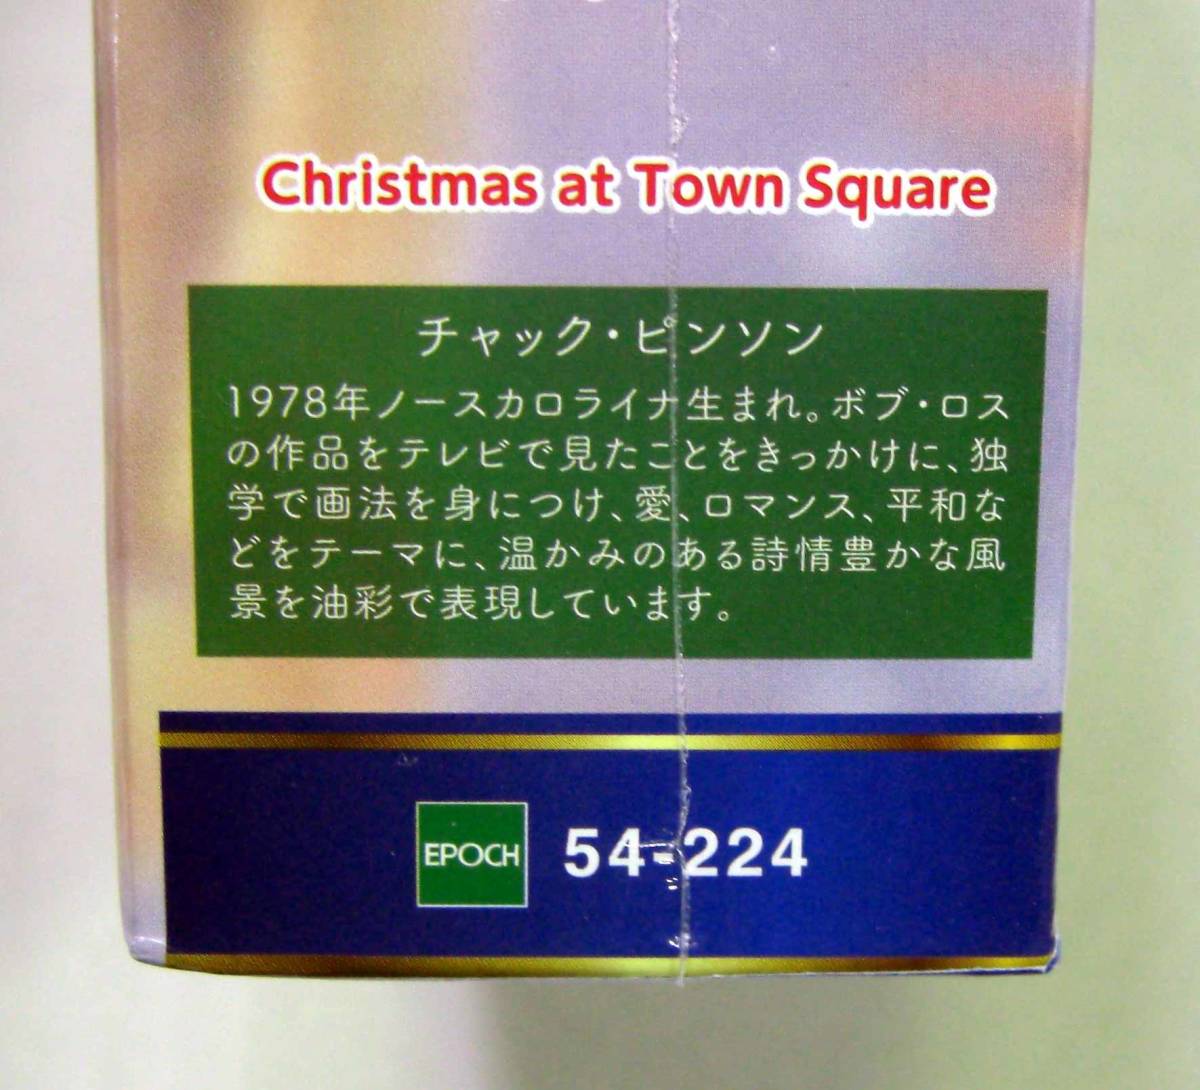 Christmas at Town Square
チャック・ピンソン
1978年ノースカロライナ生まれ。ボブ・ロス
の作品をテレビで見たことをきっかけに、独
学で画法を身につけ、愛、ロマンス、平和な
どをテーマに、温かみのある詩情豊かな風
景を油彩で表現しています。
EPOCH 54-224